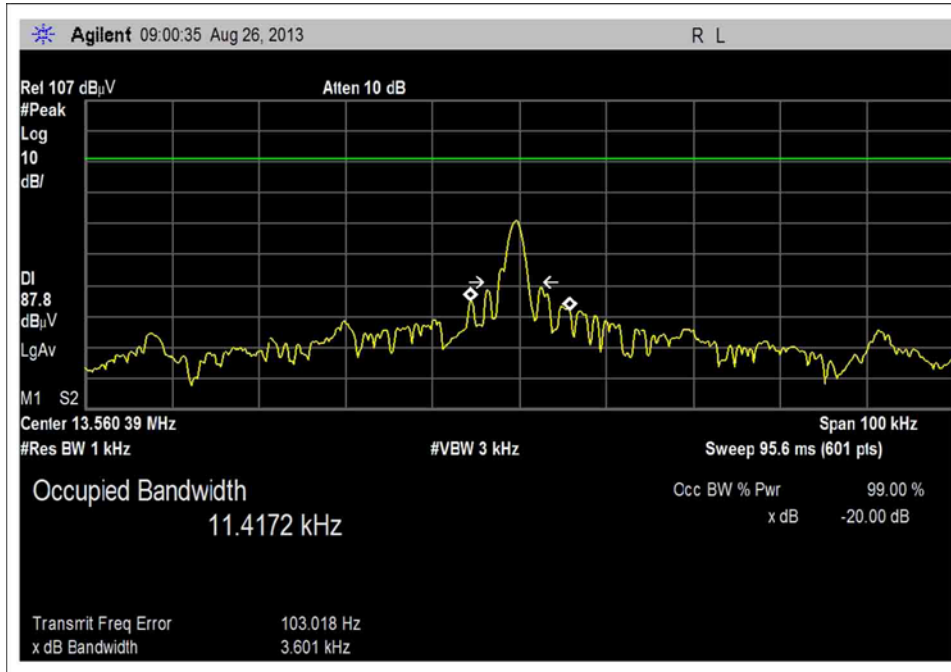 Agilent 09:00:35 Aug 26, 2013 R L
Rel 107 dBµV Atten 10 dB
#Peak
Log
10
dB/
DI
87.8
dBµV
LgAv
M1 S2
Center 13.560 39 MHz Span 100 kHz
#Res BW 1 kHz #VBW 3 kHz Sweep 95.6 ms (601 pts)
Occupied Bandwidth Occ BW % Pwr 99.00 %
11.4172 kHz x dB -20.00 dB
Transmit Freq Error 103.018 Hz
x dB Bandwidth 3.601 kHz